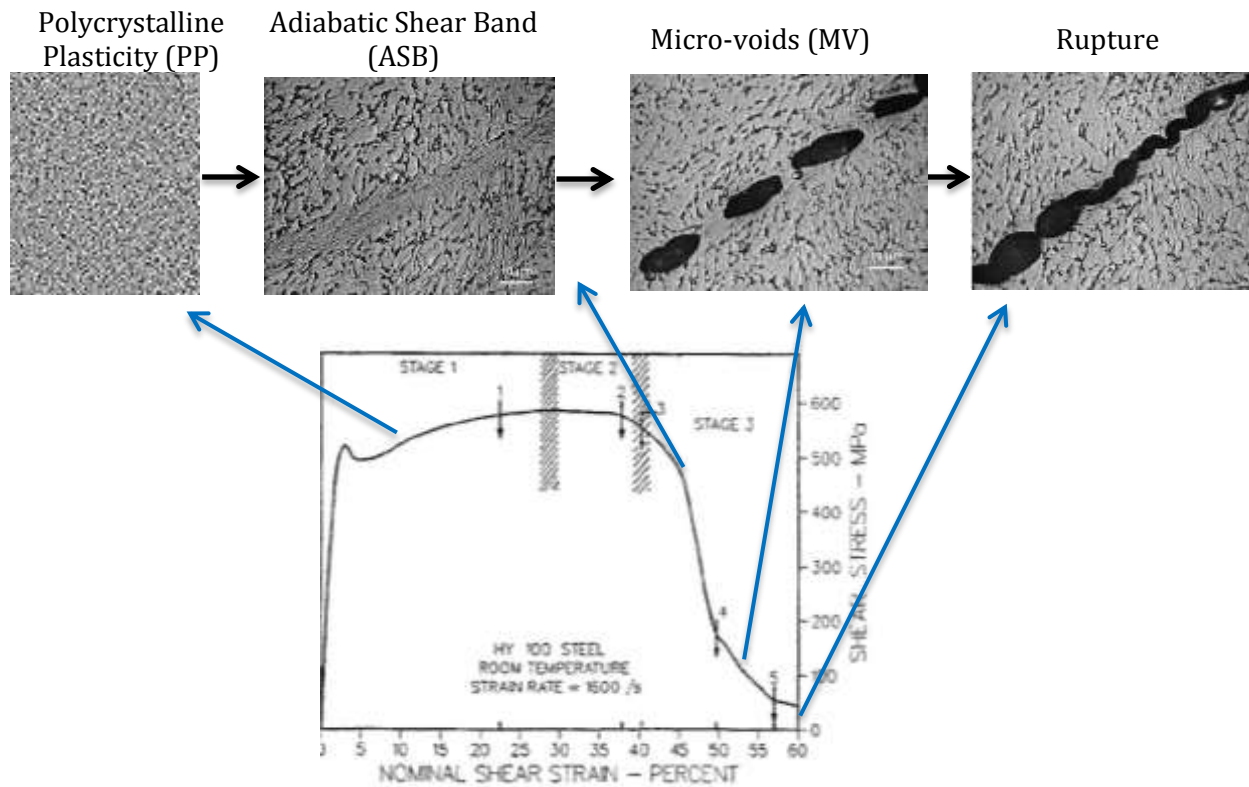 Polycrystalline
Plasticity (PP)
Adiabatic Shear Band
(ASB)
Micro-voids (MV)
Rupture
STAGE 1
STAGE 2
STAGE 3
1
2
3
4
5
HY 100 STEEL
ROOM TEMPERATURE
STRAIN RATE = 1600 /s
600
500
400
300
200
100
0
SHEAR STRESS – MPa
0 5 10 15 20 25 30 35 40 45 50 55 60
NOMINAL SHEAR STRAIN – PERCENT